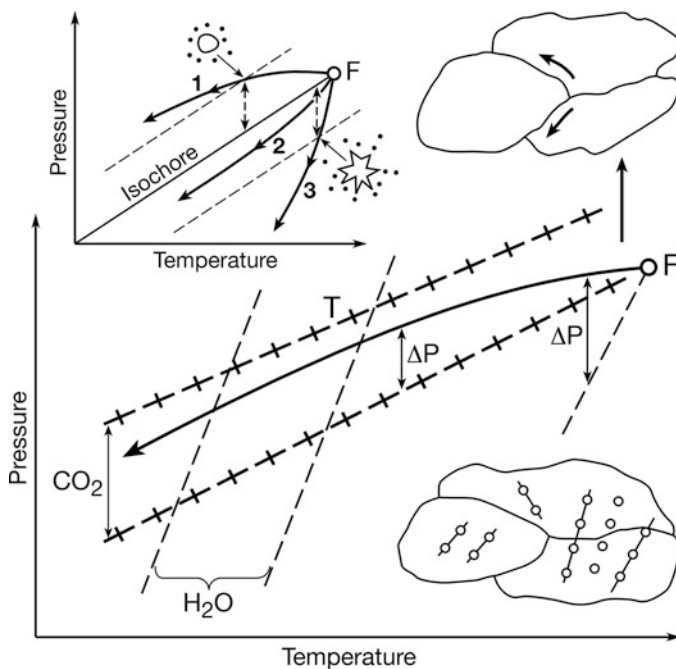 Pressure
1
F
Isochore
2
3
Temperature
F
T
ΔP
ΔP
Pressure
CO₂
H₂O
Temperature